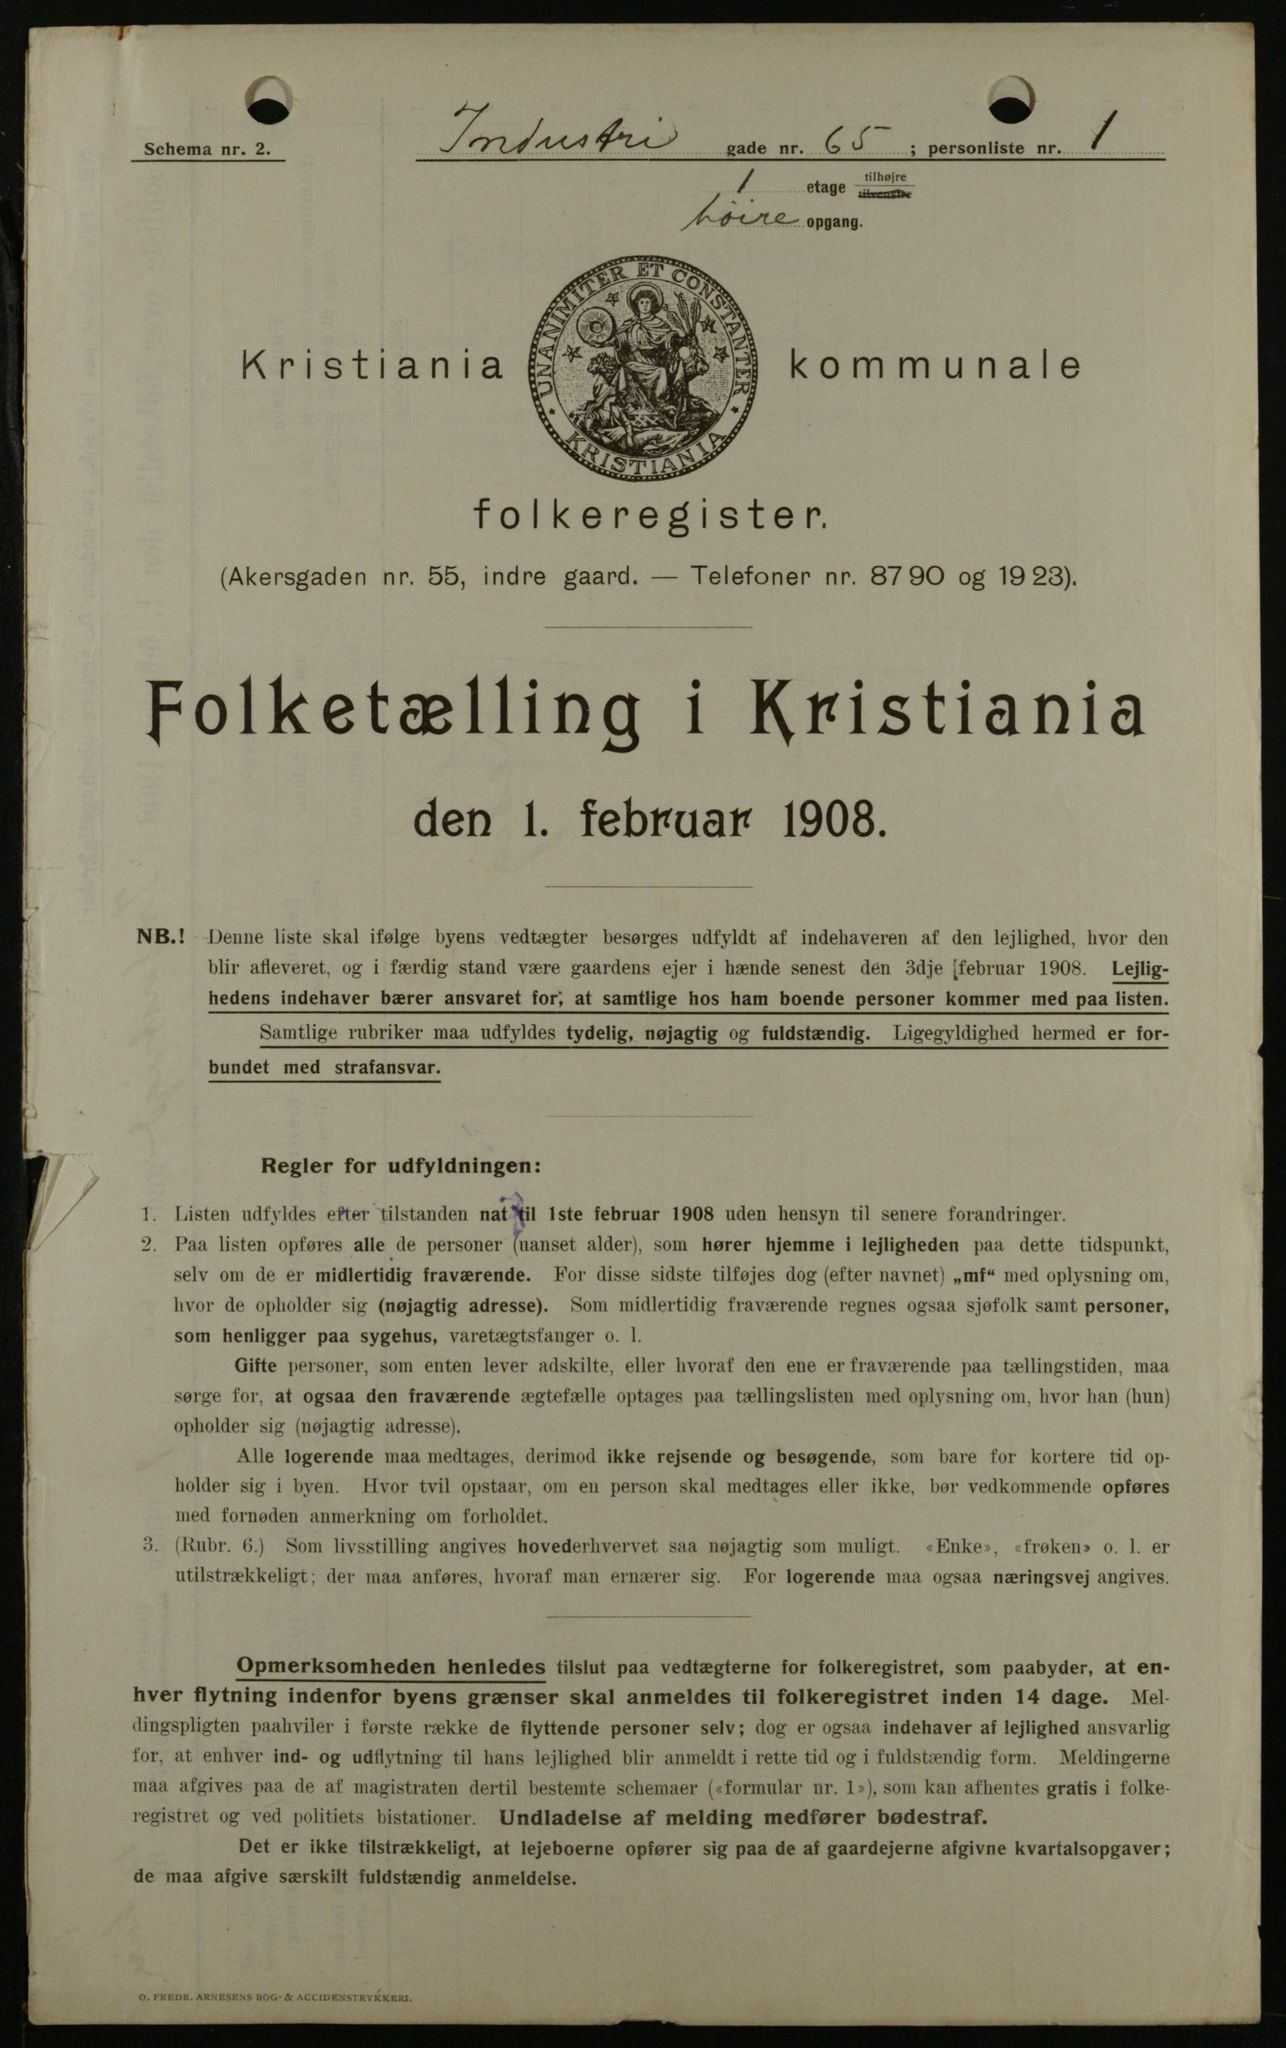 Schema nr. 2.
Industri gade nr. 65 ; personliste nr. 1
1 etage tilhøjre
tilvenstre
høire opgang.
UNANIMITER ET CONSTANTER
KRISTIANIA
Kristiania kommunale
folkeregister.
(Akersgaden nr. 55, indre gaard. — Telefoner nr. 87 90 og 19 23).
Folketælling i Kristiania
den 1. februar 1908.
NB.! Denne liste skal ifølge byens vedtægter besørges udfyldt af indehaveren af den lejlighed, hvor den
blir afleveret, og i færdig stand være gaardens ejer i hænde senest den 3dje februar 1908. Lejlig-
hedens indehaver bærer ansvaret for, at samtlige hos ham boende personer kommer med paa listen.
Samtlige rubriker maa udfyldes tydelig, nøjagtig og fuldstændig. Ligegyldighed hermed er for-
bundet med strafansvar.
Regler for udfyldningen:
1. Listen udfyldes efter tilstanden nat til 1ste februar 1908 uden hensyn til senere forandringer.
2. Paa listen opføres alle de personer (uanset alder), som hører hjemme i lejligheden paa dette tidspunkt,
selv om de er midlertidig fraværende. For disse sidste tilføjes dog (efter navnet) „mf“ med oplysning om,
hvor de opholder sig (nøjagtig adresse). Som midlertidig fraværende regnes ogsaa sjøfolk samt personer,
som henligger paa sygehus, varetægtsfanger o. l.
Gifte personer, som enten lever adskilte, eller hvoraf den ene er fraværende paa tællingstiden, maa
sørge for, at ogsaa den fraværende ægtefælle optages paa tællingslisten med oplysning om, hvor han (hun)
opholder sig (nøjagtig adresse).
Alle logerende maa medtages, derimod ikke rejsende og besøgende, som bare for kortere tid op-
holder sig i byen. Hvor tvil opstaar, om en person skal medtages eller ikke, bør vedkommende opføres
med fornøden anmerkning om forholdet.
3. (Rubr. 6.) Som livsstilling angives hovederhvervet saa nøjagtig som muligt. «Enke», «frøken» o. l. er
utilstrækkeligt; der maa anføres, hvoraf man ernærer sig. For logerende maa ogsaa næringsvej angives.
Opmerksomheden henledes tilslut paa vedtægterne for folkeregistret, som paabyder, at en-
hver flytning indenfor byens grænser skal anmeldes til folkeregistret inden 14 dage. Mel-
dingspligten paahviler i første række de flyttende personer selv; dog er ogsaa indehaver af lejlighed ansvarlig
for, at enhver ind- og udflytning til hans lejlighed blir anmeldt i rette tid og i fuldstændig form. Meldingerne
maa afgives paa de af magistraten dertil bestemte schemaer («formular nr. 1»), som kan afhentes gratis i folke-
registret og ved politiets bistationer. Undladelse af melding medfører bødestraf.
Det er ikke tilstrækkeligt, at lejeboerne opfører sig paa de af gaardejerne afgivne kvartalsopgaver;
de maa afgive særskilt fuldstændig anmeldelse.
O. FREDR. ARNESENS BOG- & ACCIDENSTRYKKERI.